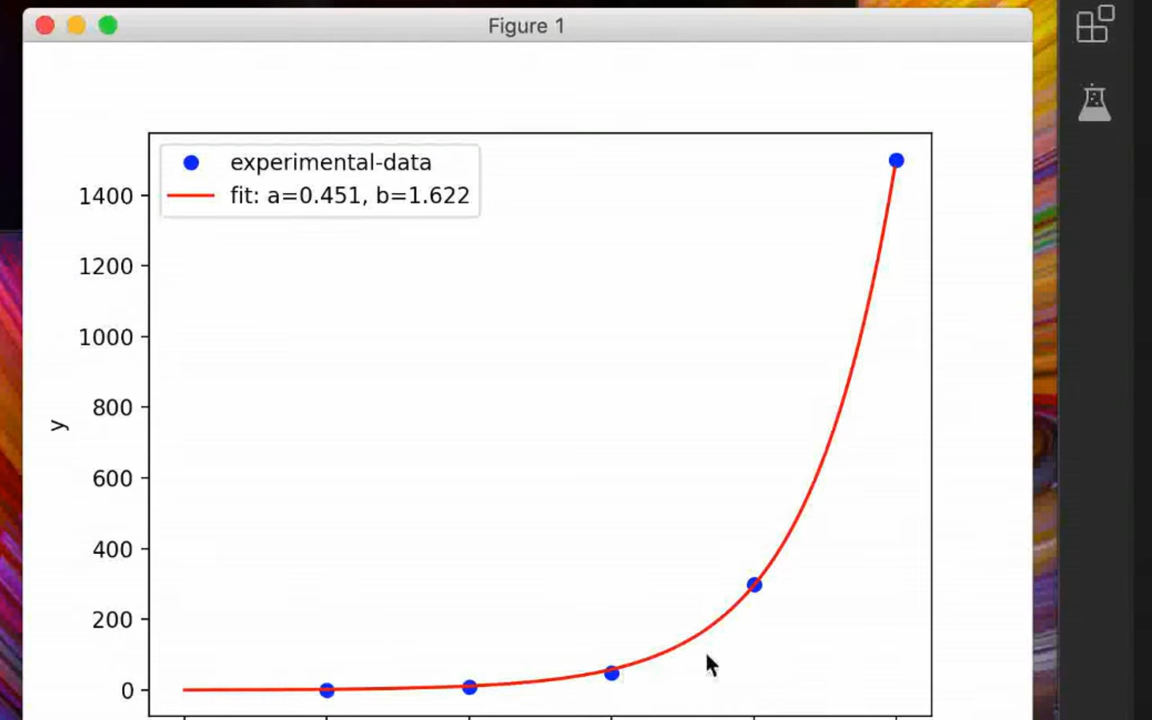 Figure 1
experimental-data
fit: a=0.451, b=1.622
1400
1200
1000
800
y
600
400
200
0